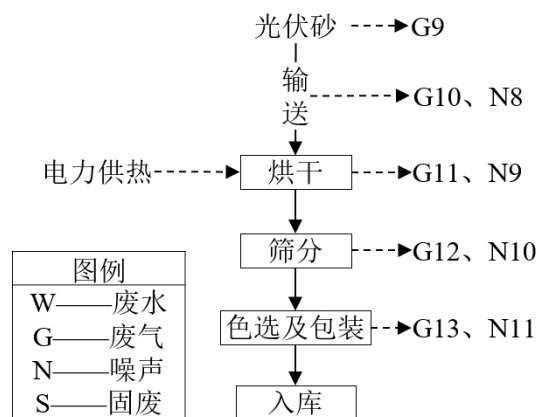 光伏砂 G9
输送 G10、N8
电力供热 烘干 G11、N9
筛分 G12、N10
色选及包装 G13、N11
入库
图例
W——废水
G——废气
N——噪声
S——固废